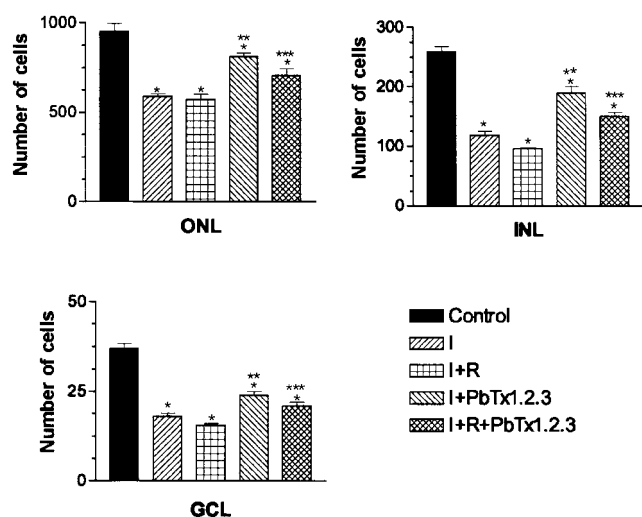 Number of cells
1000
500
0
*
*
**
*
***
*
ONL
Number of cells
300
200
100
0
*
*
**
*
***
*
INL
Number of cells
50
25
0
*
*
**
*
***
*
GCL
Control
I
I+R
I+PbTx1.2.3
I+R+PbTx1.2.3